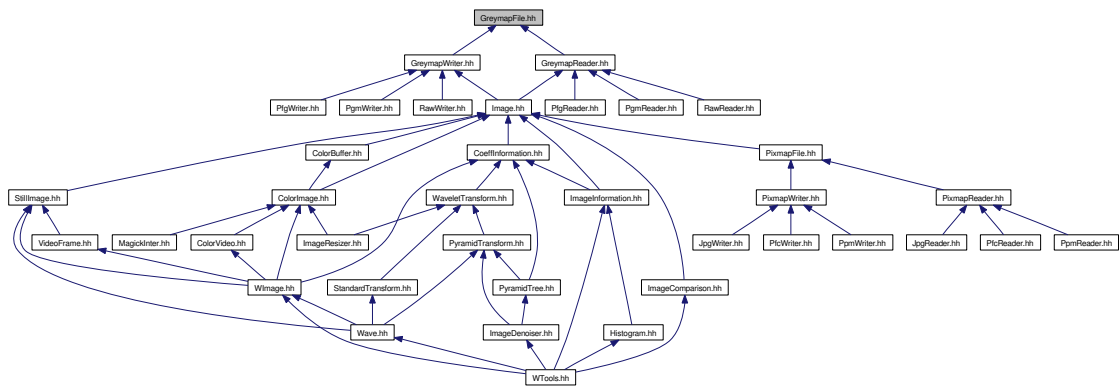 GreymapFile.hh
GreymapWriter.hh
GreymapReader.hh
PfgWriter.hh
PgmWriter.hh
RawWriter.hh
Image.hh
PfgReader.hh
PgmReader.hh
RawReader.hh
ColorBuffer.hh
CoeffInformation.hh
PixmapFile.hh
StillImage.hh
ColorImage.hh
WaveletTransform.hh
ImageInformation.hh
PixmapWriter.hh
PixmapReader.hh
VideoFrame.hh
MagickInter.hh
ColorVideo.hh
ImageResizer.hh
PyramidTransform.hh
JpgWriter.hh
PfcWriter.hh
PpmWriter.hh
JpgReader.hh
PfcReader.hh
PpmReader.hh
WImage.hh
StandardTransform.hh
PyramidTree.hh
ImageComparison.hh
Wave.hh
ImageDenoiser.hh
Histogram.hh
WTools.hh